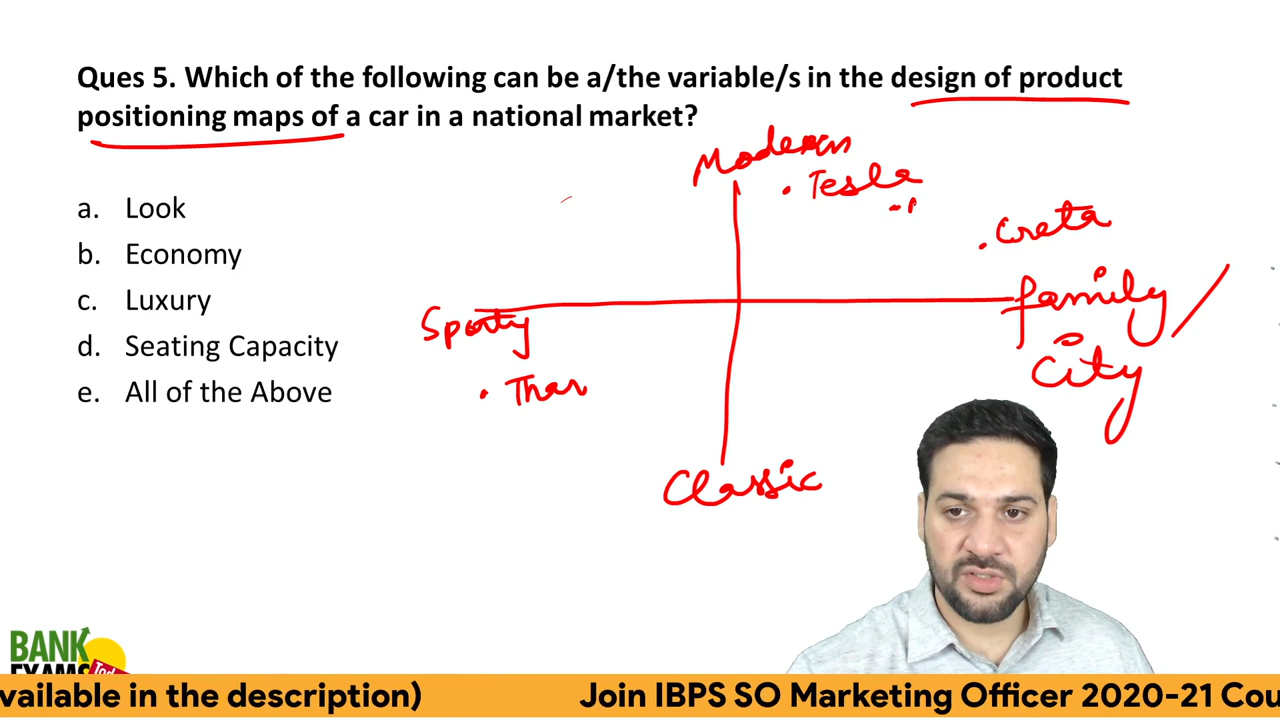 Ques 5. Which of the following can be a/the variable/s in the design of product
positioning maps of a car in a national market?
Modern
. Tesla
a. Look
. Creta
b. Economy
c. Luxury
family /
Sporty
d. Seating Capacity
City
. Thar
e. All of the Above
Classic
BANK
EXAMS Today
vailable in the description) Join IBPS SO Marketing Officer 2020-21 Cou